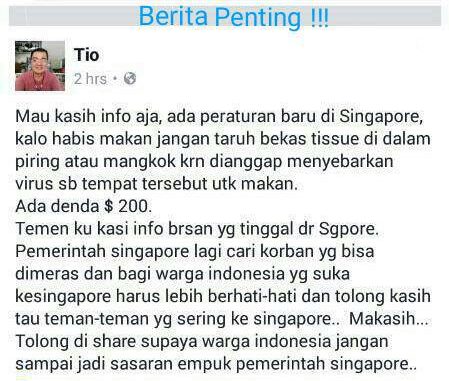 Berita Penting !!!
Tio
2 hrs •
Mau kasih info aja, ada peraturan baru di Singapore,
kalo habis makan jangan taruh bekas tissue di dalam
piring atau mangkok krn dianggap menyebarkan
virus sb tempat tersebut utk makan.
Ada denda $ 200.
Temen ku kasi info brsan yg tinggal dr Sgpore.
Pemerintah singapore lagi cari korban yg bisa
dimeras dan bagi warga indonesia yg suka
kesingapore harus lebih berhati-hati dan tolong kasih
tau teman-teman yg sering ke singapore.. Makasih...
Tolong di share supaya warga indonesia jangan
sampai jadi sasaran empuk pemerintah singapore..